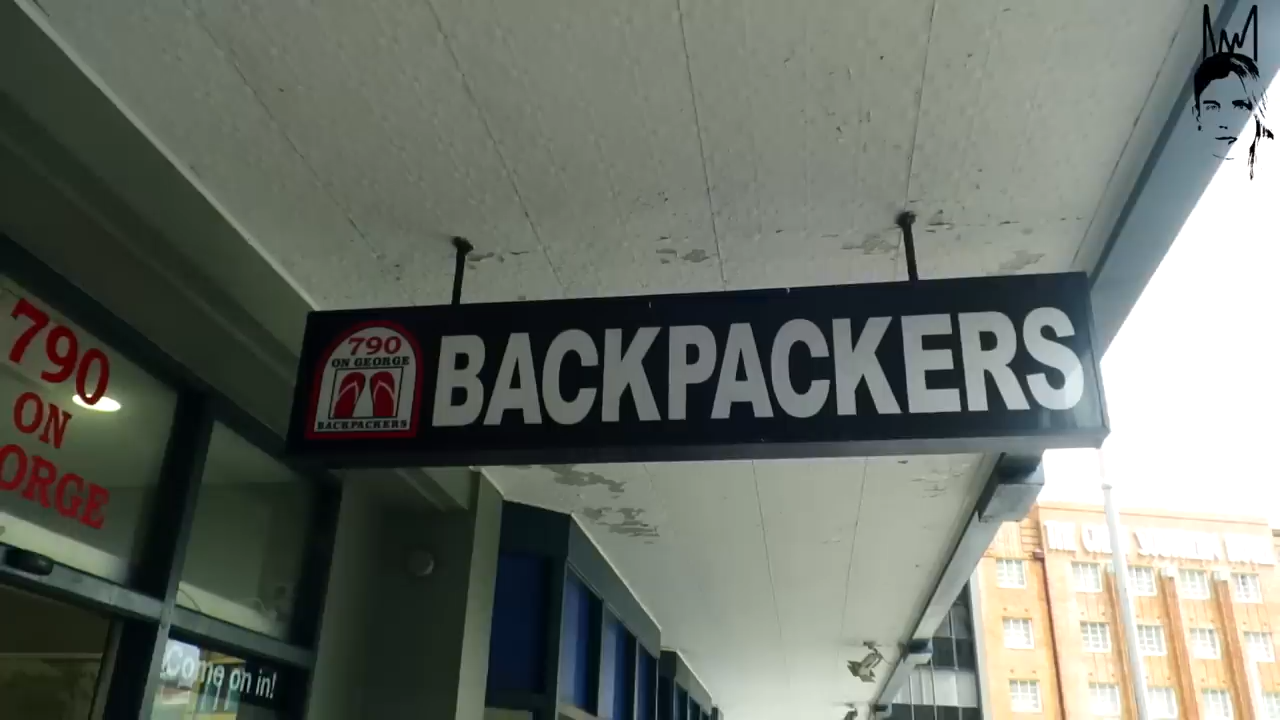 790
ON
ORGE
790
ON GEORGE
BACKPACKERS
BACKPACKERS
Come on in!